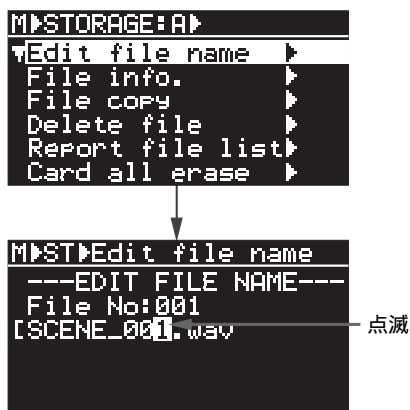 M▶STORAGE:A▶
▼Edit file name ▶
File info. ▶
File copy ▶
Delete file ▶
Report file list▶
Card all erase ▶
M▶ST▶Edit file name
---EDIT FILE NAME---
File No:001
[SCENE_001.wav
点滅